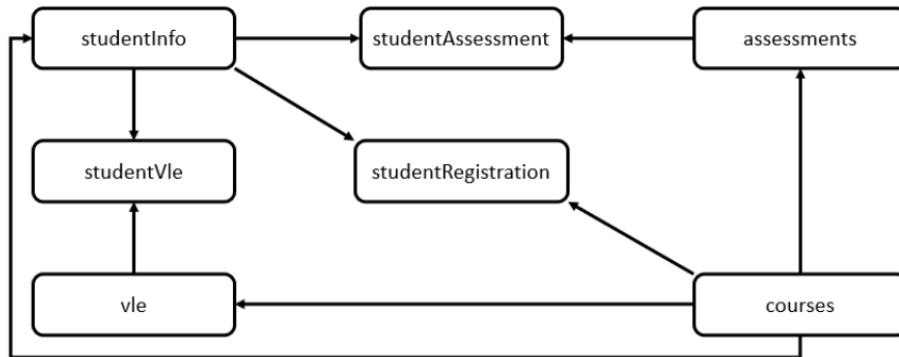 studentInfo
studentAssessment
assessments
studentVle
studentRegistration
vle
courses